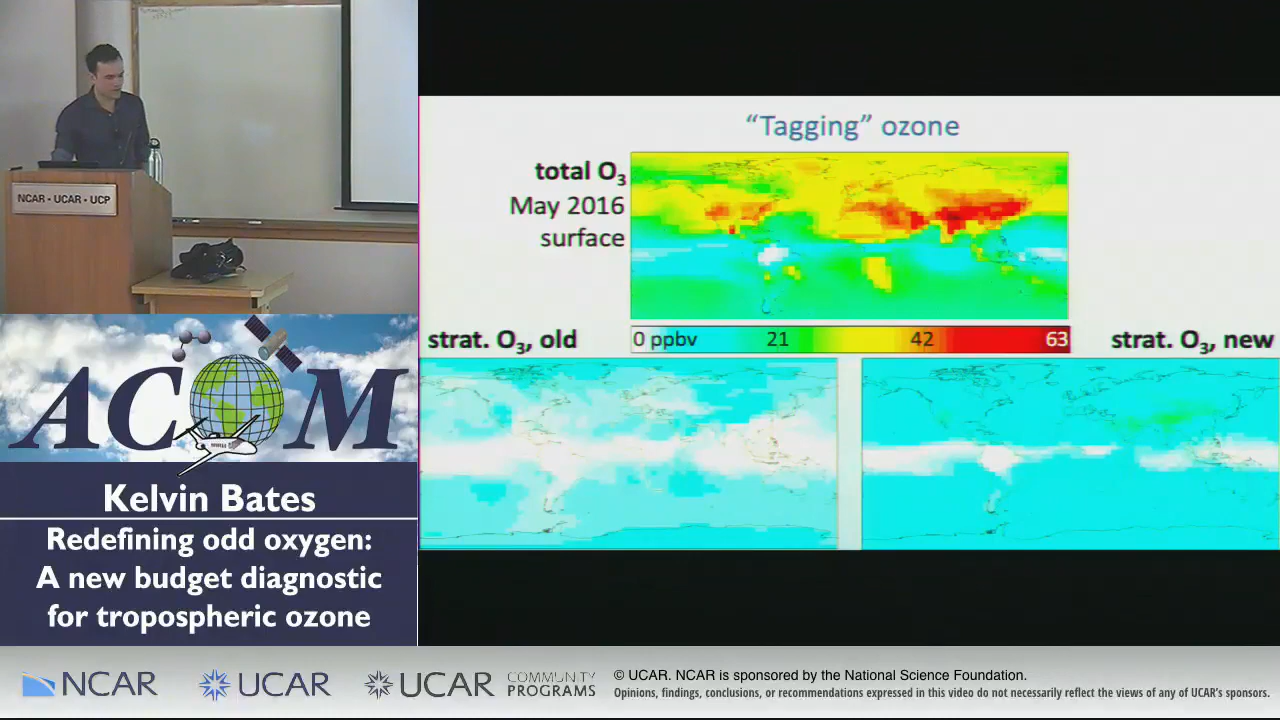 NCAR • UCAR • UCP
"Tagging" ozone
total O₃
May 2016
surface
strat. O₃, old
0 ppbv 21 42 63
strat. O₃, new
ACOM
Kelvin Bates
Redefining odd oxygen:
A new budget diagnostic
for tropospheric ozone
NCAR
UCAR
UCAR
COMMUNITY
PROGRAMS
© UCAR. NCAR is sponsored by the National Science Foundation.
Opinions, findings, conclusions, or recommendations expressed in this video do not necessarily reflect the views of any of UCAR's sponsors.